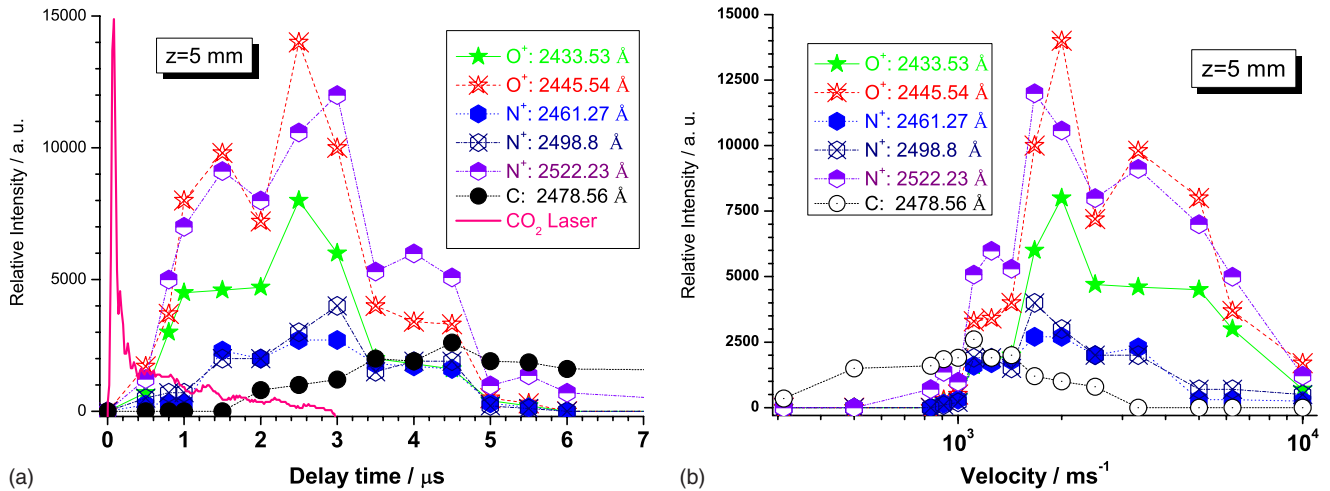 15000
10000
5000
0
Relative Intensity / a. u.
z=5 mm
O⁺: 2433.53 Å
O⁺: 2445.54 Å
N⁺: 2461.27 Å
N⁺: 2498.8 Å
N⁺: 2522.23 Å
C: 2478.56 Å
CO₂ Laser
0 1 2 3 4 5 6 7
(a)
Delay time / μs
15000
12500
10000
7500
5000
2500
0
Relative Intensity / a. u.
O⁺: 2433.53 Å
O⁺: 2445.54 Å
N⁺: 2461.27 Å
N⁺: 2498.8 Å
N⁺: 2522.23 Å
C: 2478.56 Å
z=5 mm
10³ 10⁴
(b)
Velocity / ms⁻¹